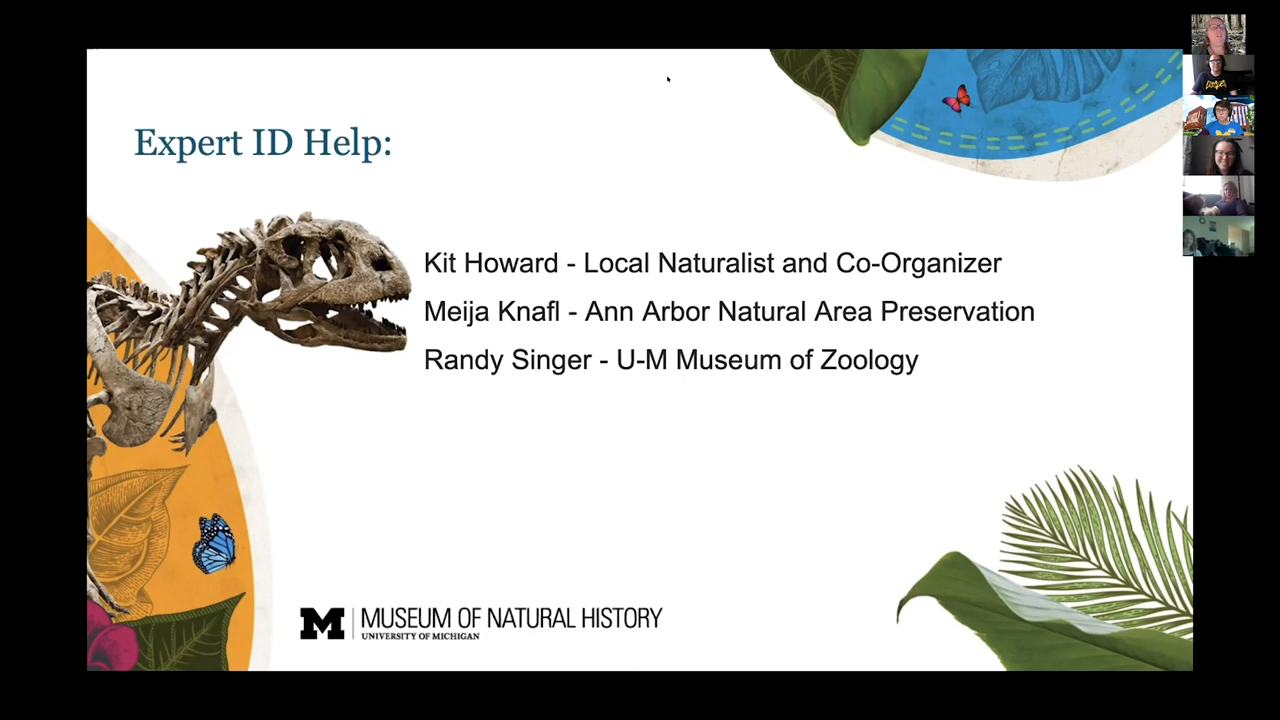 Expert ID Help:
Kit Howard - Local Naturalist and Co-Organizer
Meija Knafl - Ann Arbor Natural Area Preservation
Randy Singer - U-M Museum of Zoology
M MUSEUM OF NATURAL HISTORY
UNIVERSITY OF MICHIGAN